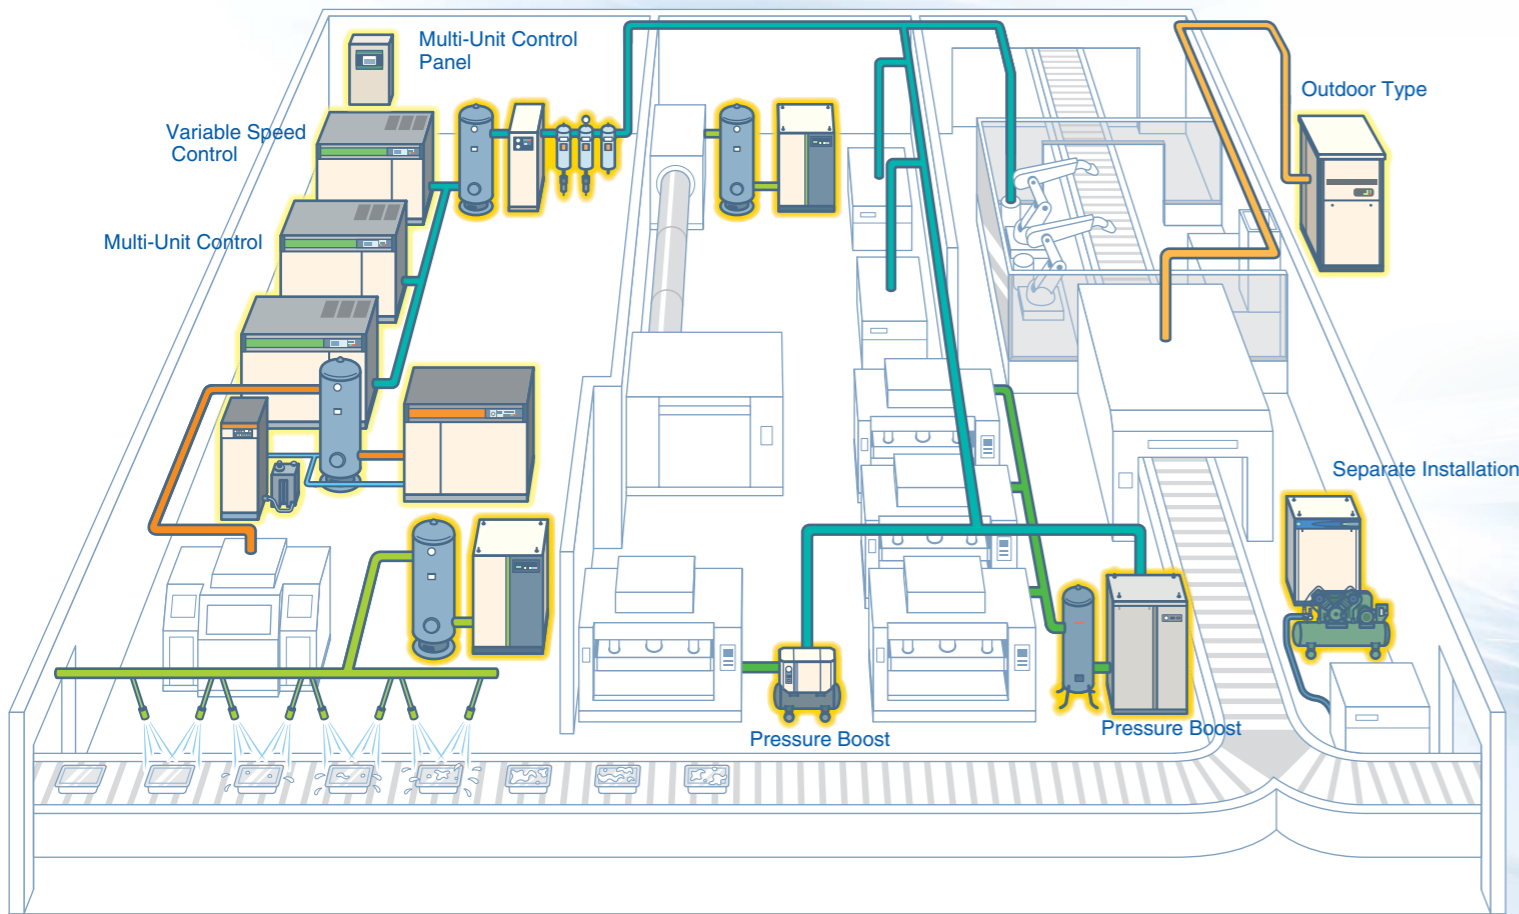 Multi-Unit Control
Panel
Outdoor Type
Variable Speed
Control
Multi-Unit Control
Separate Installation
Pressure Boost
Pressure Boost